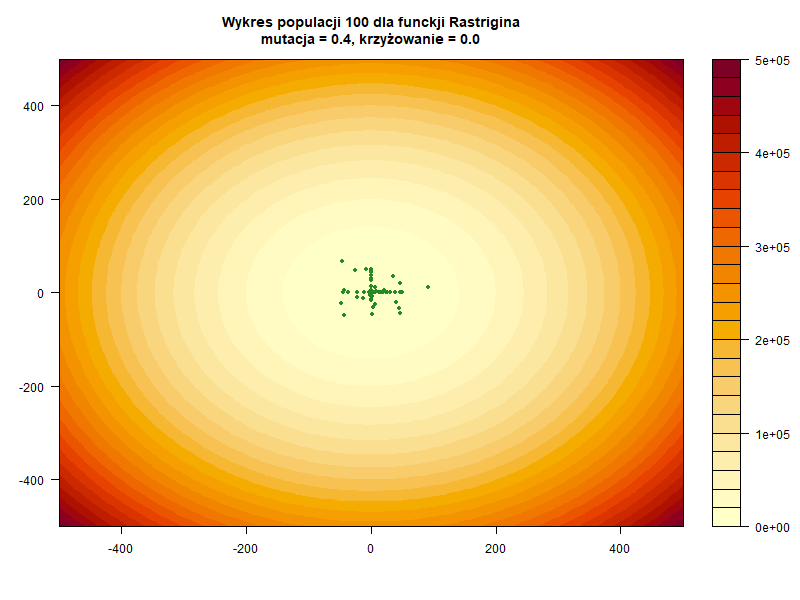 Wykres populacji 100 dla funckji Rastrigina
mutacja = 0.4, krzyżowanie = 0.0
400
200
0
-200
-400
-400
-200
0
200
400
5e+05
4e+05
3e+05
2e+05
1e+05
0e+00